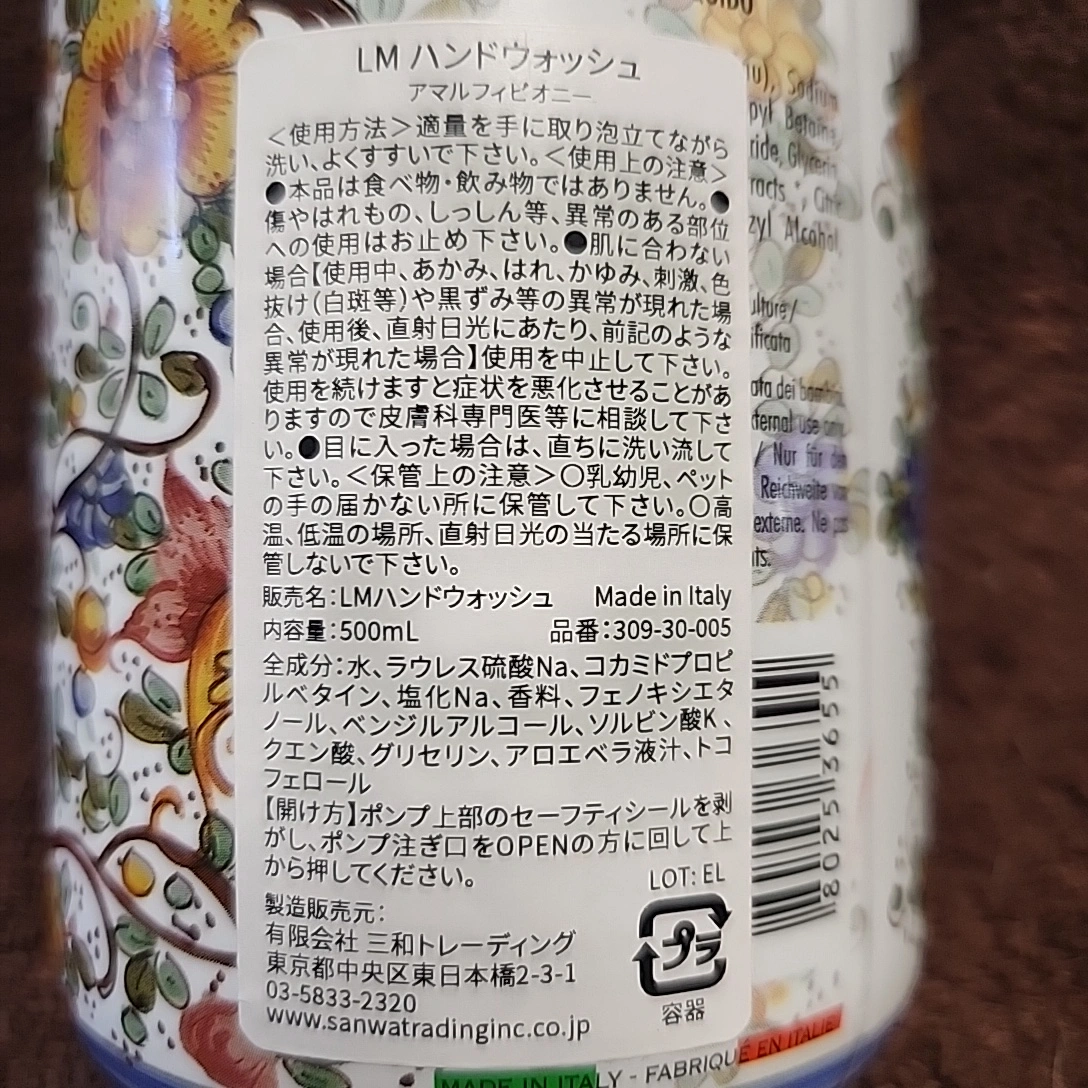 LM ハンドウォッシュ
アマルフィピオニー
＜使用方法＞適量を手に取り泡立てながら
洗い、よくすすいで下さい。＜使用上の注意＞
●本品は食べ物・飲み物ではありません。●
傷やはれもの、しっしん等、異常のある部位
への使用はお止め下さい。●肌に合わない
場合【使用中、あかみ、はれ、かゆみ、刺激、色
抜け（白斑等）や黒ずみ等の異常が現れた場
合、使用後、直射日光にあたり、前記のような
異常が現れた場合】使用を中止して下さい。
使用を続けますと症状を悪化させることがあ
りますので皮膚科専門医等に相談して下さ
い。●目に入った場合は、直ちに洗い流して
下さい。＜保管上の注意＞〇乳幼児、ペット
の手の届かない所に保管して下さい。〇高
温、低温の場所、直射日光の当たる場所に保
管しないで下さい。
販売名：LMハンドウォッシュ Made in Italy
内容量：500mL 品番：309-30-005
全成分：水、ラウレス硫酸Na、コカミドプロピ
ルベタイン、塩化Na、香料、フェノキシエタ
ノール、ベンジルアルコール、ソルビン酸K、
クエン酸、グリセリン、アロエベラ液汁、トコ
フェロール
【開け方】ポンプ上部のセーフティシールを剥
がし、ポンプ注ぎ口をOPENの方に回して上
から押してください。
LOT: EL
製造販売元：
有限会社 三和トレーディング
東京都中央区東日本橋2-3-1
03-5833-2320
www.sanwatradinginc.co.jp
プラ
容器
Sodium
Betaine
Glycerin
Alcohol
dei bambini
external use only
/ Nur für den
Reichweite
externe. Ne pas
8025113655
MADE IN ITALY - FABRIQUÉ EN ITALIE